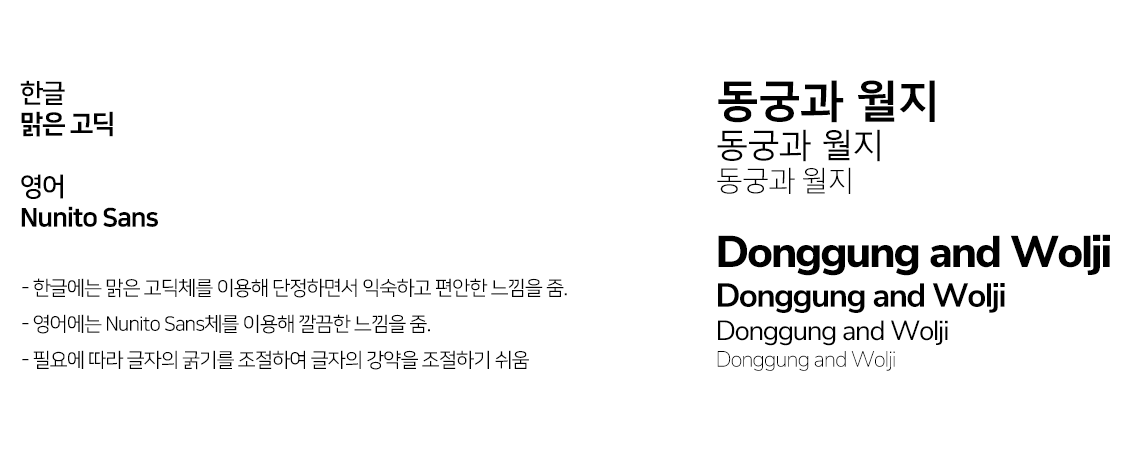 한글
맑은 고딕
영어
Nunito Sans
- 한글에는 맑은 고딕체를 이용해 단정하면서 익숙하고 편안한 느낌을 줌.
- 영어에는 Nunito Sans체를 이용해 깔끔한 느낌을 줌.
- 필요에 따라 글자의 굵기를 조절하여 글자의 강약을 조절하기 쉬움
동궁과 월지
동궁과 월지
동궁과 월지
Donggung and Wolji
Donggung and Wolji
Donggung and Wolji
Donggung and Wolji